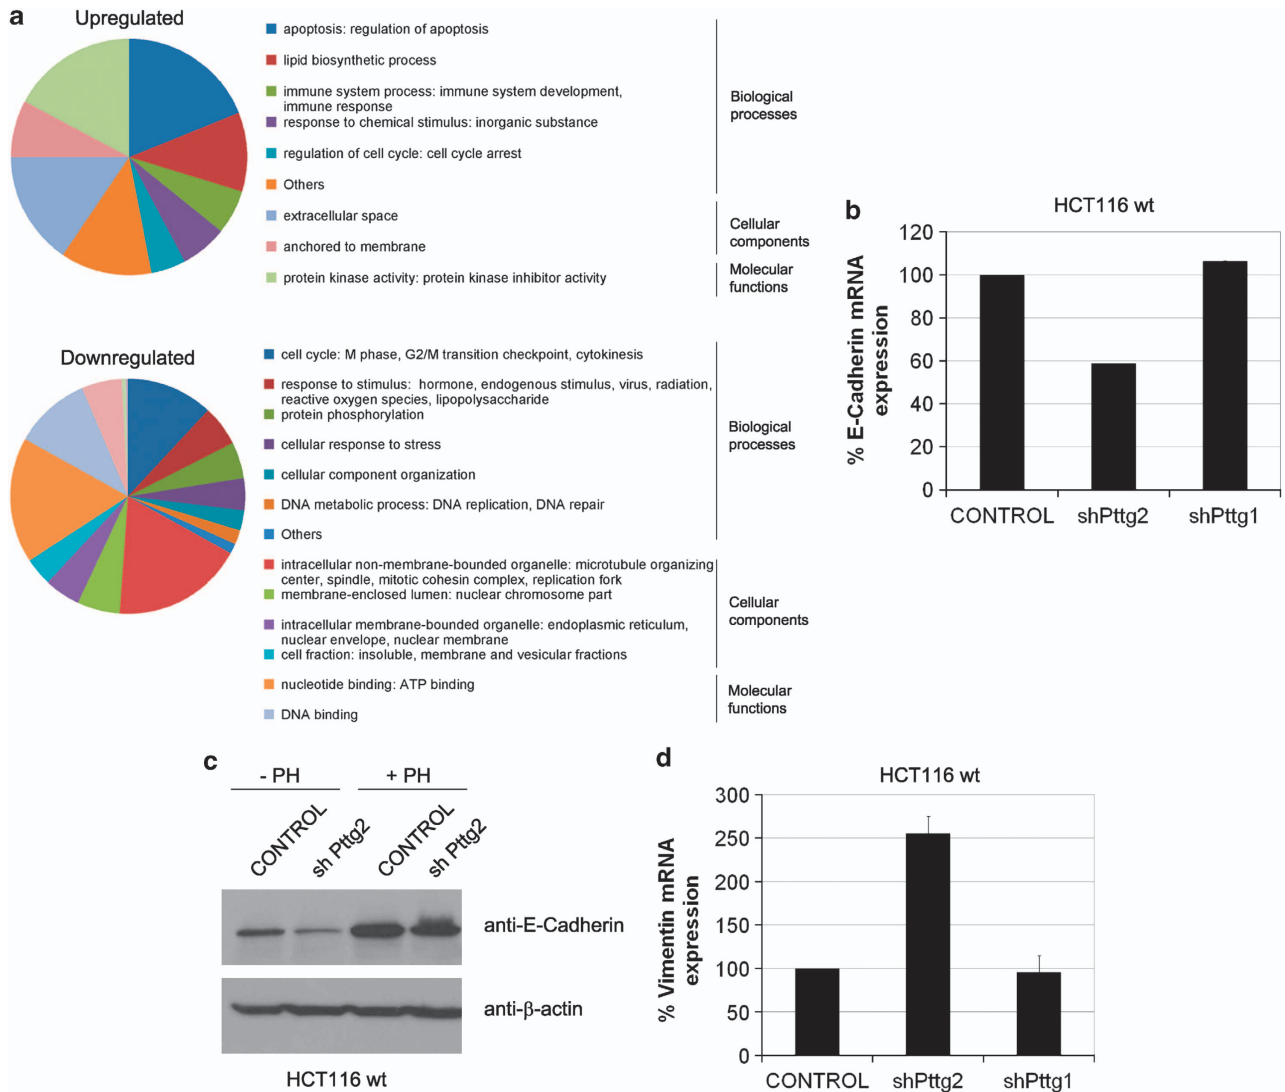 a
Upregulated
apoptosis: regulation of apoptosis
lipid biosynthetic process
immune system process: immune system development,
immune response
response to chemical stimulus: inorganic substance
regulation of cell cycle: cell cycle arrest
Others
extracellular space
anchored to membrane
protein kinase activity: protein kinase inhibitor activity
Biological
processes
Cellular
components
Molecular
functions
Downregulated
cell cycle: M phase, G2/M transition checkpoint, cytokinesis
response to stimulus: hormone, endogenous stimulus, virus, radiation,
reactive oxygen species, lipopolysaccharide
protein phosphorylation
cellular response to stress
cellular component organization
DNA metabolic process: DNA replication, DNA repair
Others
intracellular non-membrane-bounded organelle: microtubule organizing
center, spindle, mitotic cohesin complex, replication fork
membrane-enclosed lumen: nuclear chromosome part
intracellular membrane-bounded organelle: endoplasmic reticulum,
nuclear envelope, nuclear membrane
cell fraction: insoluble, membrane and vesicular fractions
nucleotide binding: ATP binding
DNA binding
Biological
processes
Cellular
components
Molecular
functions
b
HCT116 wt
% E-Cadherin mRNA
expression
120
100
80
60
40
20
0
CONTROL shPttg2 shPttg1
c
- PH + PH
CONTROL sh Pttg2 CONTROL sh Pttg2
anti-E-Cadherin
anti-β-actin
HCT116 wt
d
HCT116 wt
% Vimentin mRNA
expression
300
250
200
150
100
50
0
CONTROL shPttg2 shPttg1